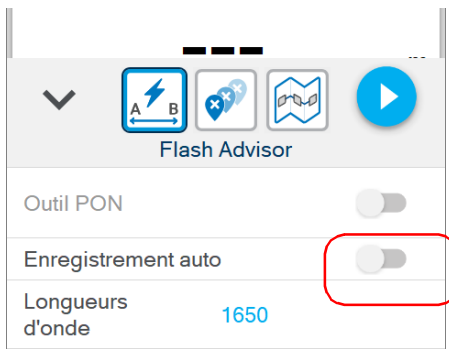 A B
Flash Advisor
Outil PON
Enregistrement auto
Longueurs
d'onde
1650